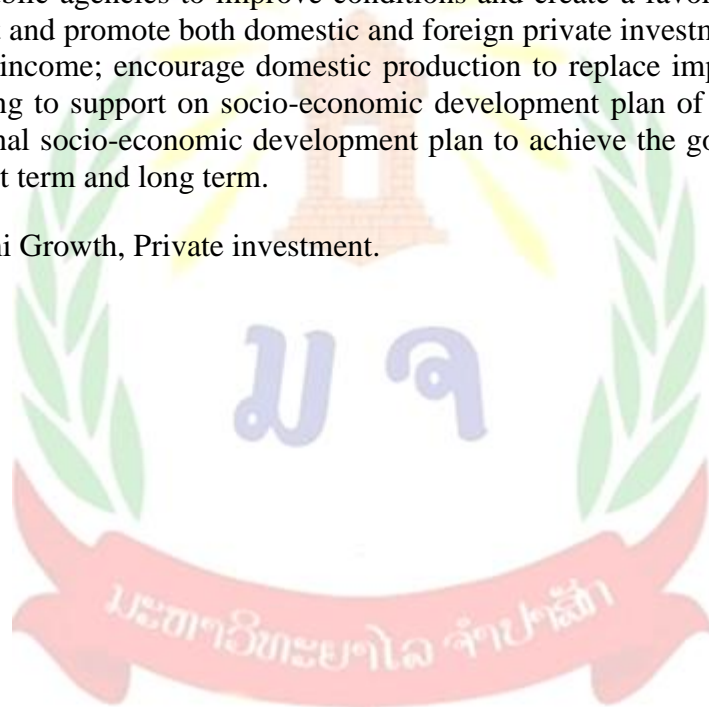 blic agencies to improve conditions and create a favor
t and promote both domestic and foreign private investm
income; encourage domestic production to replace imp
ng to support on socio-economic development plan of
nal socio-economic development plan to achieve the go
t term and long term.
ni Growth, Private investment.
ມ ຈ
ມະຫາວິທະຍາໄລ ຈຳປາສັກ